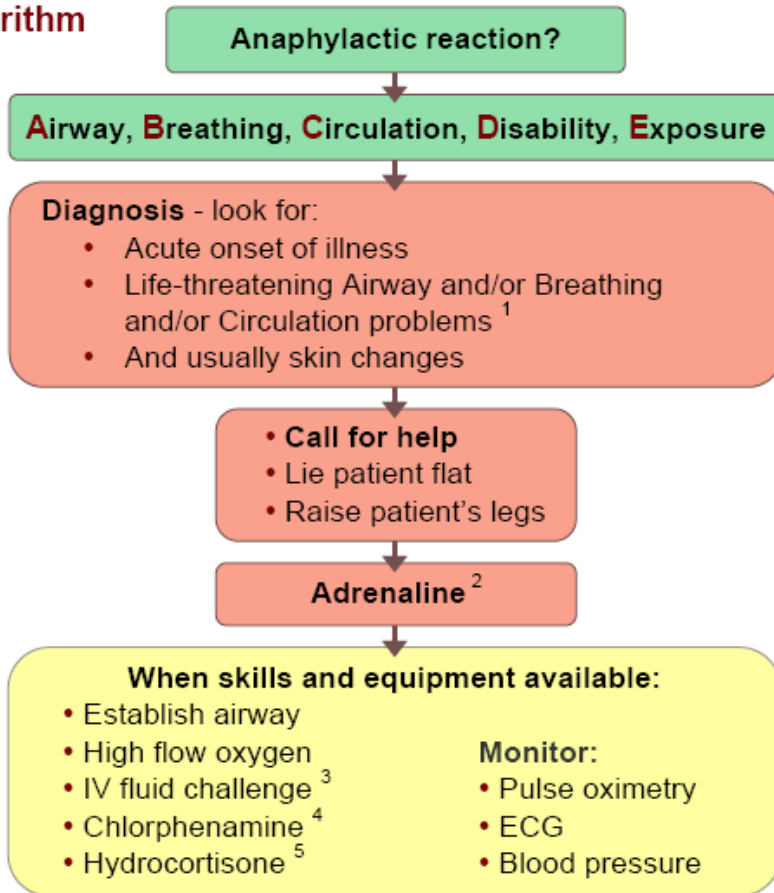 rithm
Anaphylactic reaction?
Airway, Breathing, Circulation, Disability, Exposure
Diagnosis - look for:
• Acute onset of illness
• Life-threatening Airway and/or Breathing
and/or Circulation problems 1
• And usually skin changes
• Call for help
• Lie patient flat
• Raise patient's legs
Adrenaline 2
When skills and equipment available:
• Establish airway
• High flow oxygen
• IV fluid challenge 3
• Chlorphenamine 4
• Hydrocortisone 5
Monitor:
• Pulse oximetry
• ECG
• Blood pressure